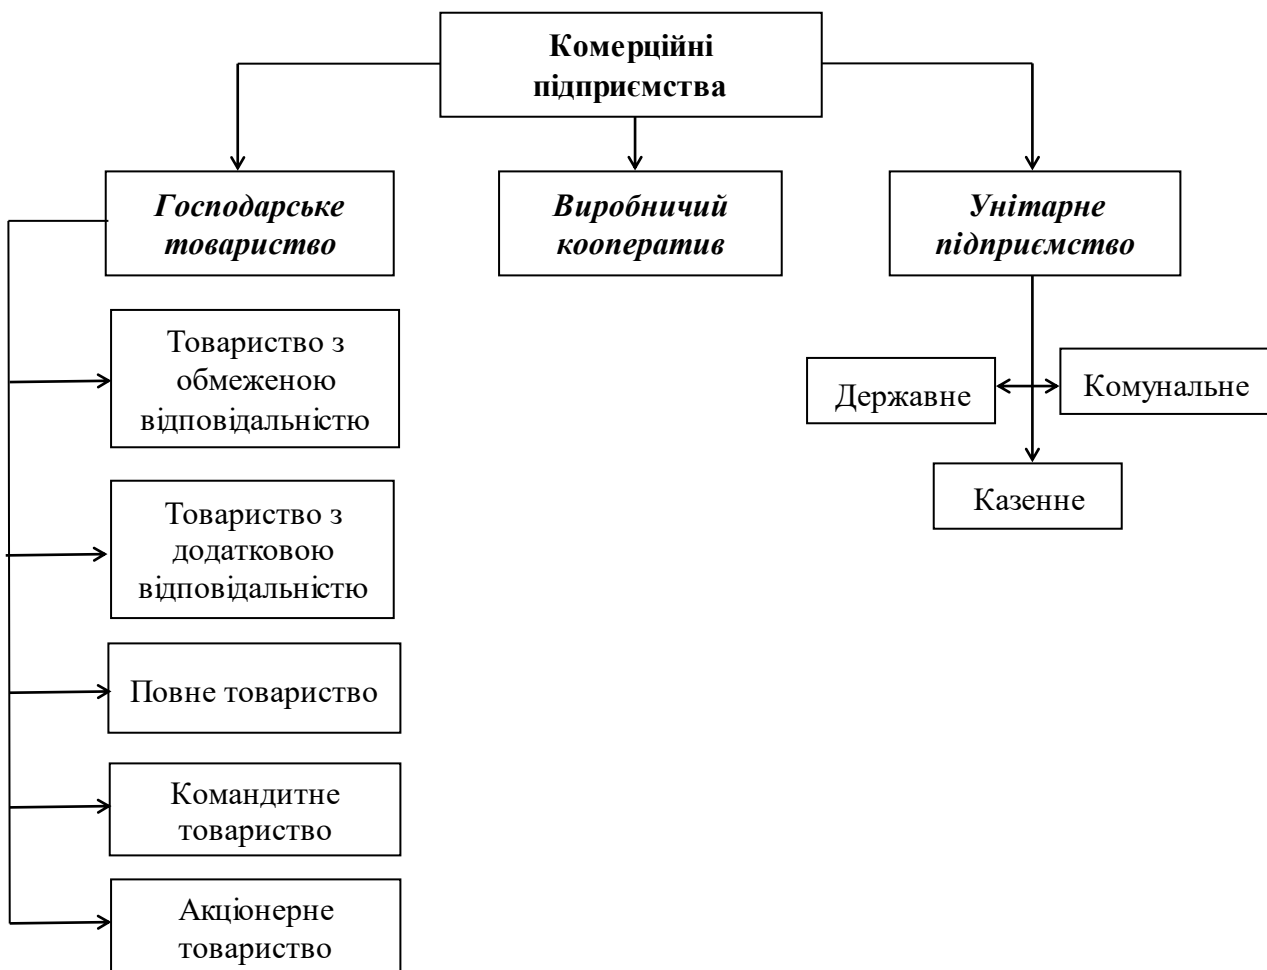 Комерційні
підприємства
Господарське
товариство
Виробничий
кооператив
Унітарне
підприємство
Товариство з
обмеженою
відповідальністю
Державне
Комунальне
Казенне
Товариство з
додатковою
відповідальністю
Повне товариство
Командитне
товариство
Акціонерне
товариство